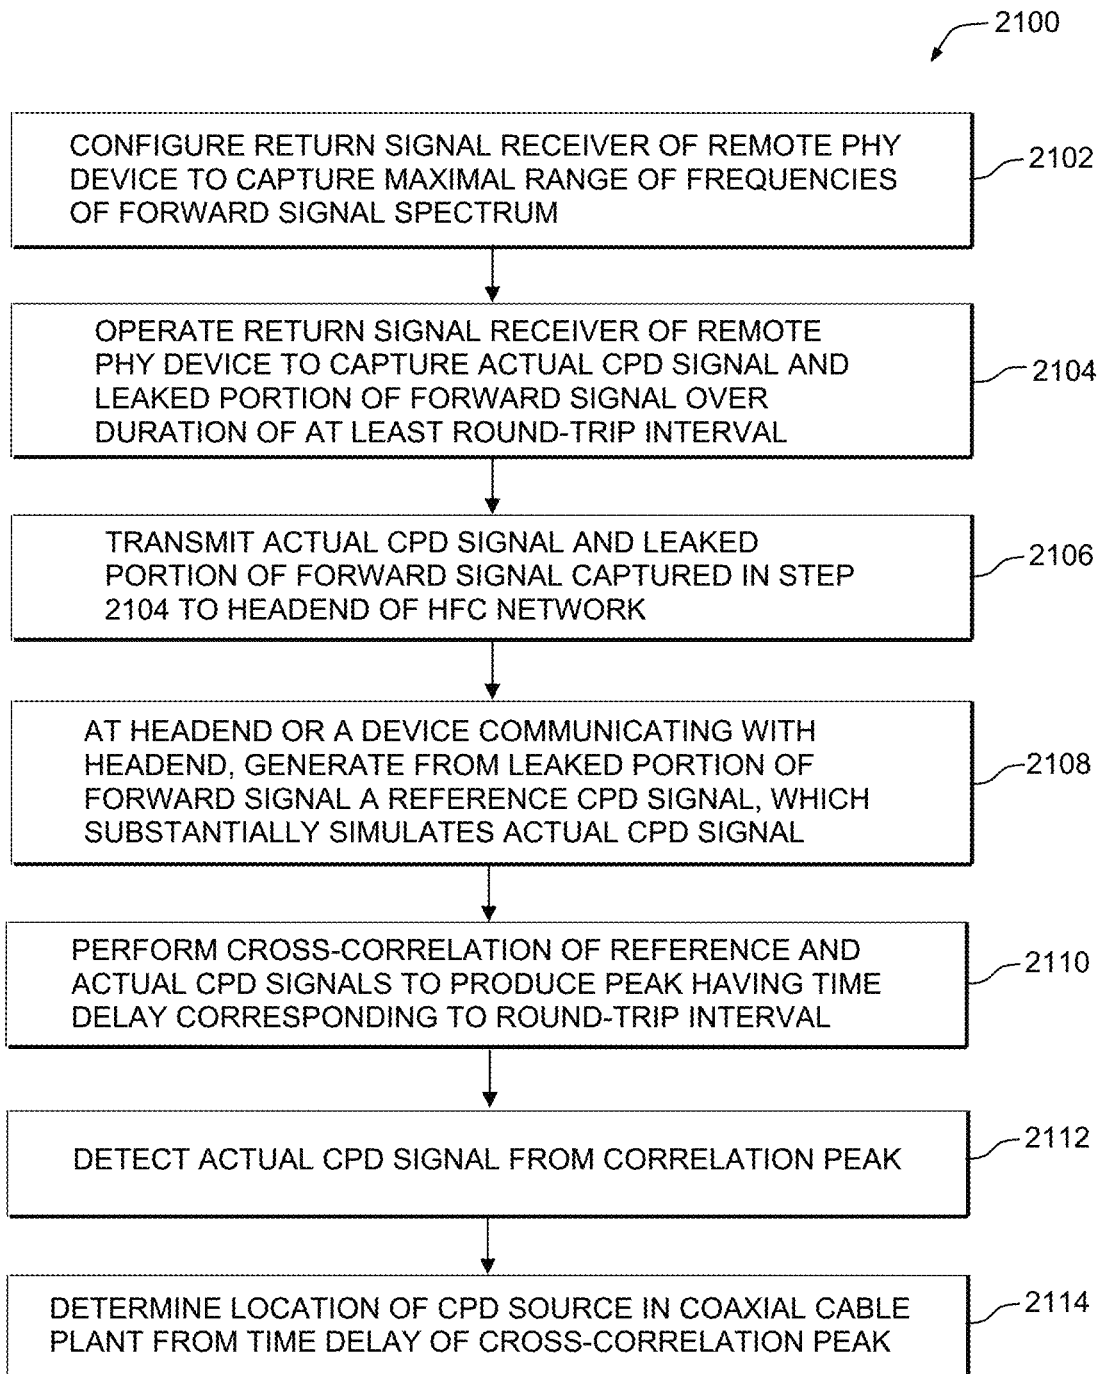 2100
CONFIGURE RETURN SIGNAL RECEIVER OF REMOTE PHY
DEVICE TO CAPTURE MAXIMAL RANGE OF FREQUENCIES
OF FORWARD SIGNAL SPECTRUM
2102
OPERATE RETURN SIGNAL RECEIVER OF REMOTE
PHY DEVICE TO CAPTURE ACTUAL CPD SIGNAL AND
LEAKED PORTION OF FORWARD SIGNAL OVER
DURATION OF AT LEAST ROUND-TRIP INTERVAL
2104
TRANSMIT ACTUAL CPD SIGNAL AND LEAKED
PORTION OF FORWARD SIGNAL CAPTURED IN STEP
2104 TO HEADEND OF HFC NETWORK
2106
AT HEADEND OR A DEVICE COMMUNICATING WITH
HEADEND, GENERATE FROM LEAKED PORTION OF
FORWARD SIGNAL A REFERENCE CPD SIGNAL, WHICH
SUBSTANTIALLY SIMULATES ACTUAL CPD SIGNAL
2108
PERFORM CROSS-CORRELATION OF REFERENCE AND
ACTUAL CPD SIGNALS TO PRODUCE PEAK HAVING TIME
DELAY CORRESPONDING TO ROUND-TRIP INTERVAL
2110
DETECT ACTUAL CPD SIGNAL FROM CORRELATION PEAK
2112
DETERMINE LOCATION OF CPD SOURCE IN COAXIAL CABLE
PLANT FROM TIME DELAY OF CROSS-CORRELATION PEAK
2114